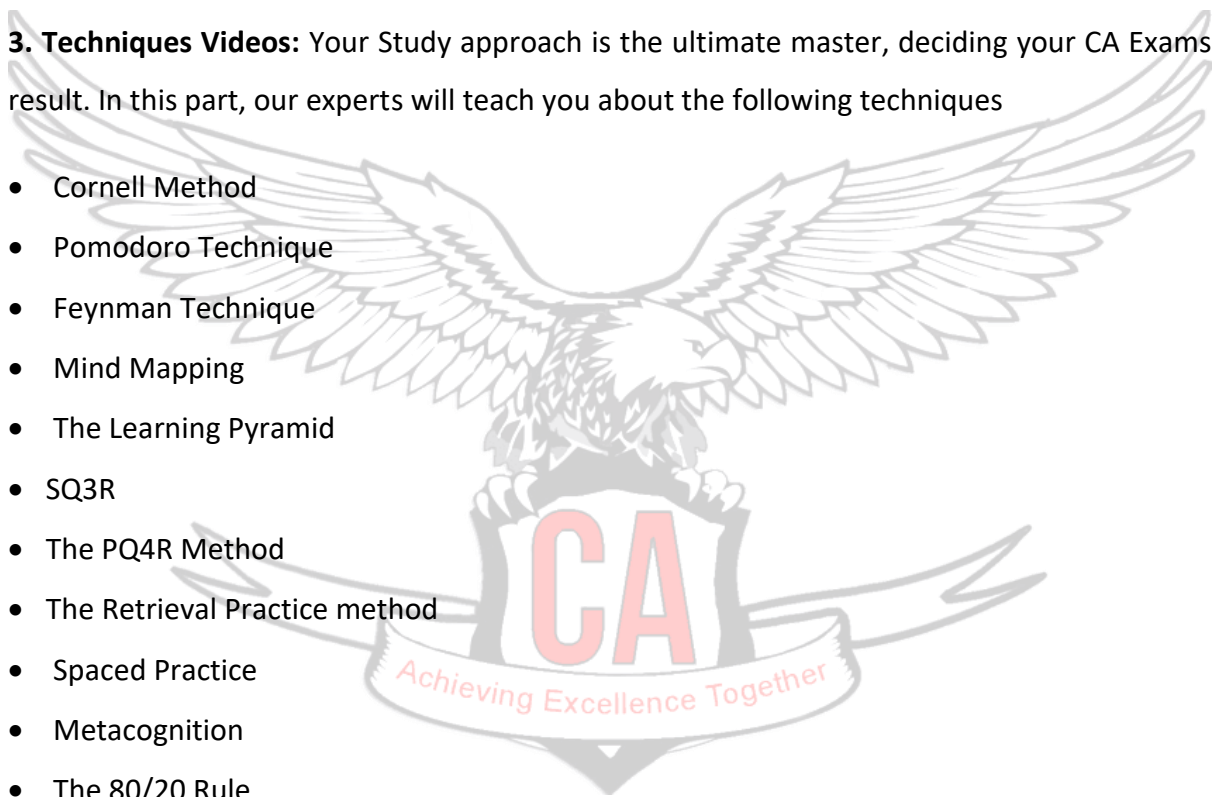 3. Techniques Videos: Your Study approach is the ultimate master, deciding your CA Exams
result. In this part, our experts will teach you about the following techniques
• Cornell Method
• Pomodoro Technique
• Feynman Technique
• Mind Mapping
• The Learning Pyramid
• SQ3R
• The PQ4R Method
• The Retrieval Practice method
• Spaced Practice
• Metacognition
• The 80/20 Rule
CA
Achieving Excellence Together